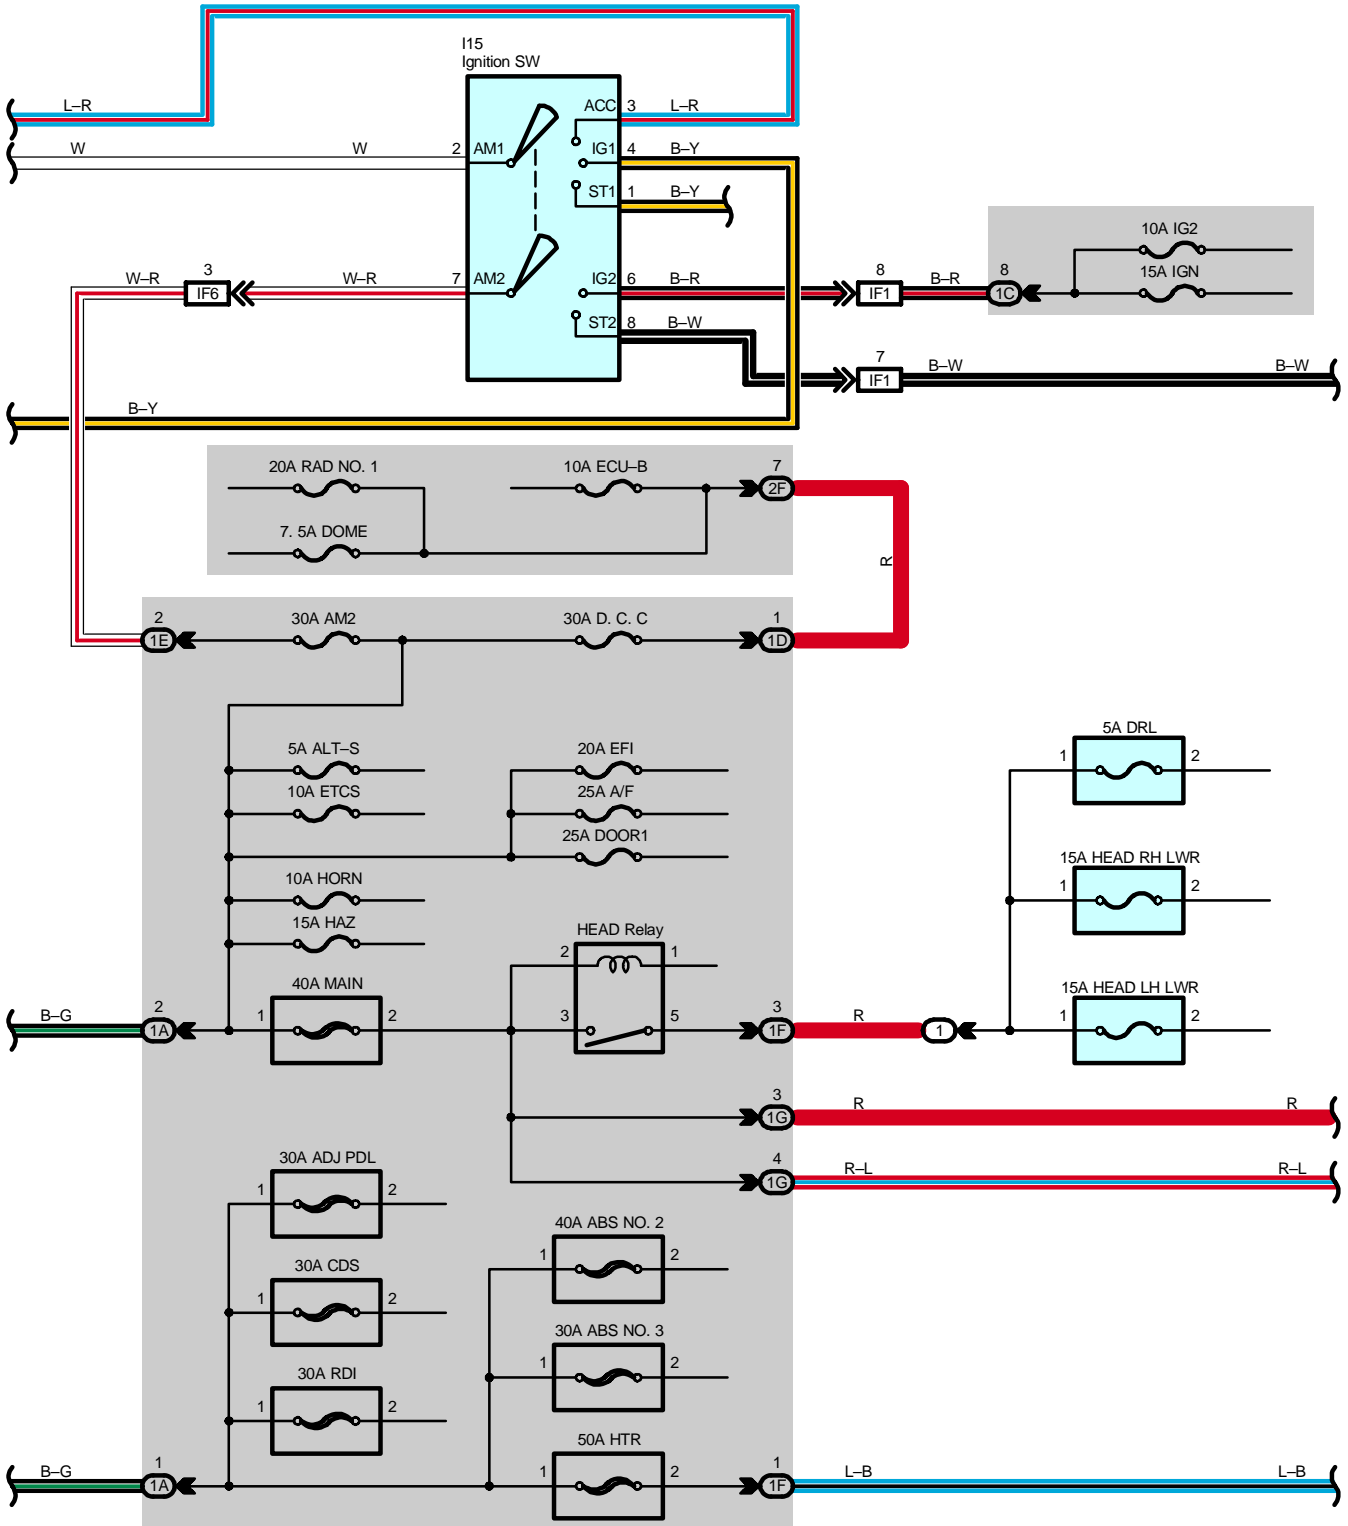 I15
Ignition SW
L–R
ACC 3 L–R
W W 2 AM1 IG1 4 B–Y
ST1 1 B–Y
10A IG2
W–R 3 W–R 7 AM2 IG2 6 B–R 8 B–R 8 15A IGN
IF6 IF1 1C
ST2 8 B–W
7 B–W B–W
IF1
B–Y
20A RAD NO. 1 10A ECU–B 7
2F
7. 5A DOME
R
2 30A AM2 30A D. C. C 1
1E 1D
5A DRL
5A ALT–S 20A EFI 1 2
10A ETCS 25A A/F
25A DOOR1
15A HEAD RH LWR
10A HORN 1 2
15A HAZ
HEAD Relay
2 1
40A MAIN 15A HEAD LH LWR
B–G 2 1 2 3 5 3 R 1 2
1A 1F 1
3 R R
1G
30A ADJ PDL 4 R–L R–L
1 2 1G
40A ABS NO. 2
1 2
30A CDS
1 2
30A ABS NO. 3
1 2
30A RDI
1 2
50A HTR
B–G 1 1 2 1 L–B L–B
1A 1F